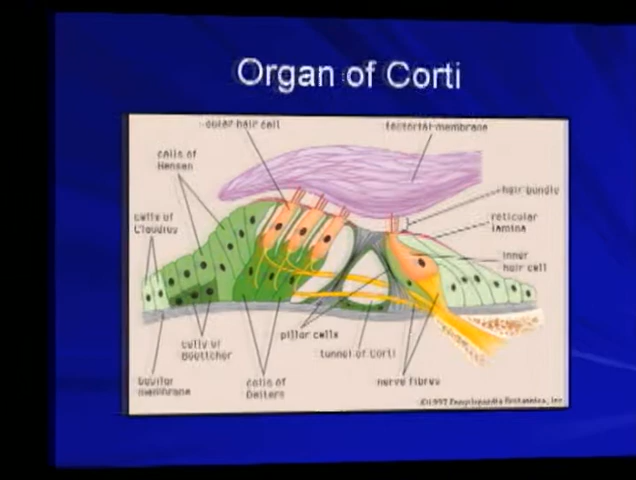 Organ of Corti
outer hair cell
tectorial membrane
cells of
Hensen
hair bundle
cells of
Claudius
reticular
lamina
inner
hair cell
pillar cells
cells of
Boettcher
tunnel of Corti
basilar
membrane
cells of
Deiters
nerve fibres
©1997 Encyclopaedia Britannica, Inc.